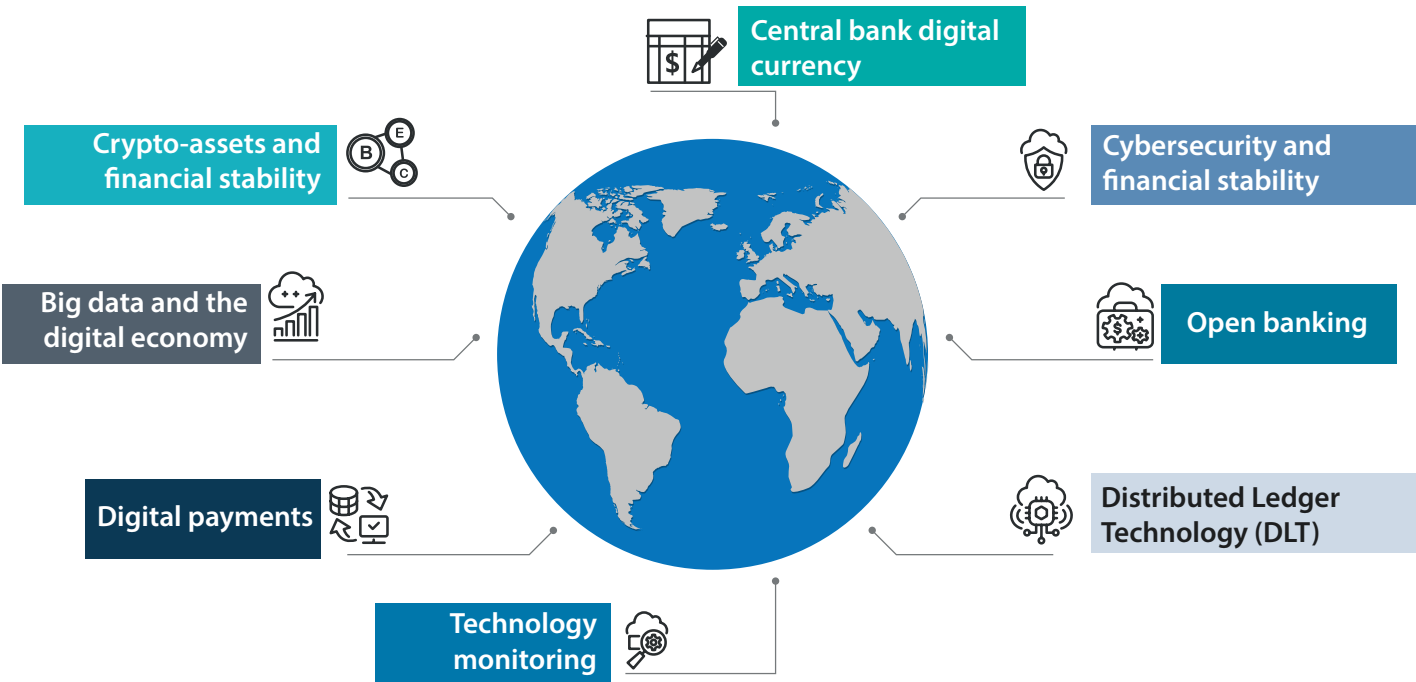 $
Central bank digital
currency
Crypto-assets and
financial stability
B
E
C
Cybersecurity and
financial stability
Big data and the
digital economy
$
Open banking
Digital payments
Distributed Ledger
Technology (DLT)
Technology
monitoring